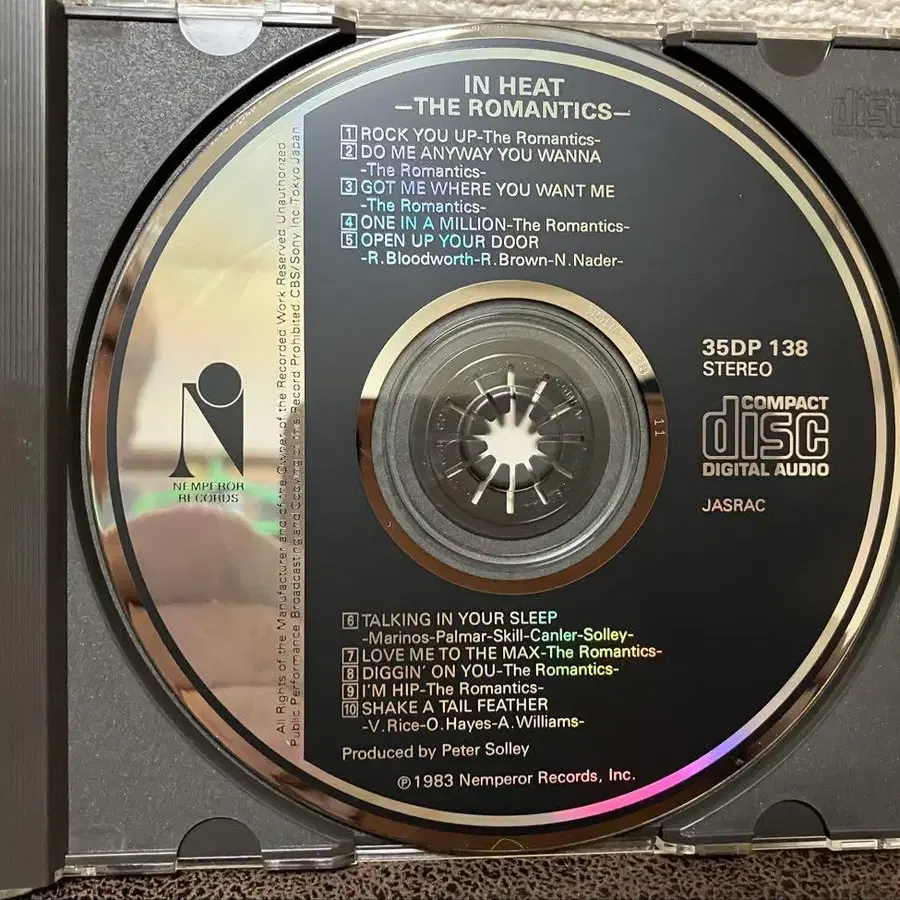 IN HEAT
—THE ROMANTICS—
1 ROCK YOU UP-The Romantics-
2 DO ME ANYWAY YOU WANNA
-The Romantics-
3 GOT ME WHERE YOU WANT ME
-The Romantics-
4 ONE IN A MILLION-The Romantics-
5 OPEN UP YOUR DOOR
-R.Bloodworth-R.Brown-N.Nader-
All Rights of the Manufacturer and of the Owner of the Recorded Work Reserved Unauthorized
Public Performance Broadcasting and Copying of this Record Prohibited CBS/Sony Inc. Tokyo Japan
35DP 138
STEREO
COMPACT
disc
DIGITAL AUDIO
JASRAC
NEMPEROR
RECORDS
11
disc
6 TALKING IN YOUR SLEEP
-Marinos-Palmar-Skill-Canler-Solley-
7 LOVE ME TO THE MAX-The Romantics-
8 DIGGIN' ON YOU-The Romantics-
9 I'M HIP-The Romantics-
10 SHAKE A TAIL FEATHER
-V.Rice-O.Hayes-A.Williams-
Produced by Peter Solley
Ⓟ1983 Nemperor Records, Inc.